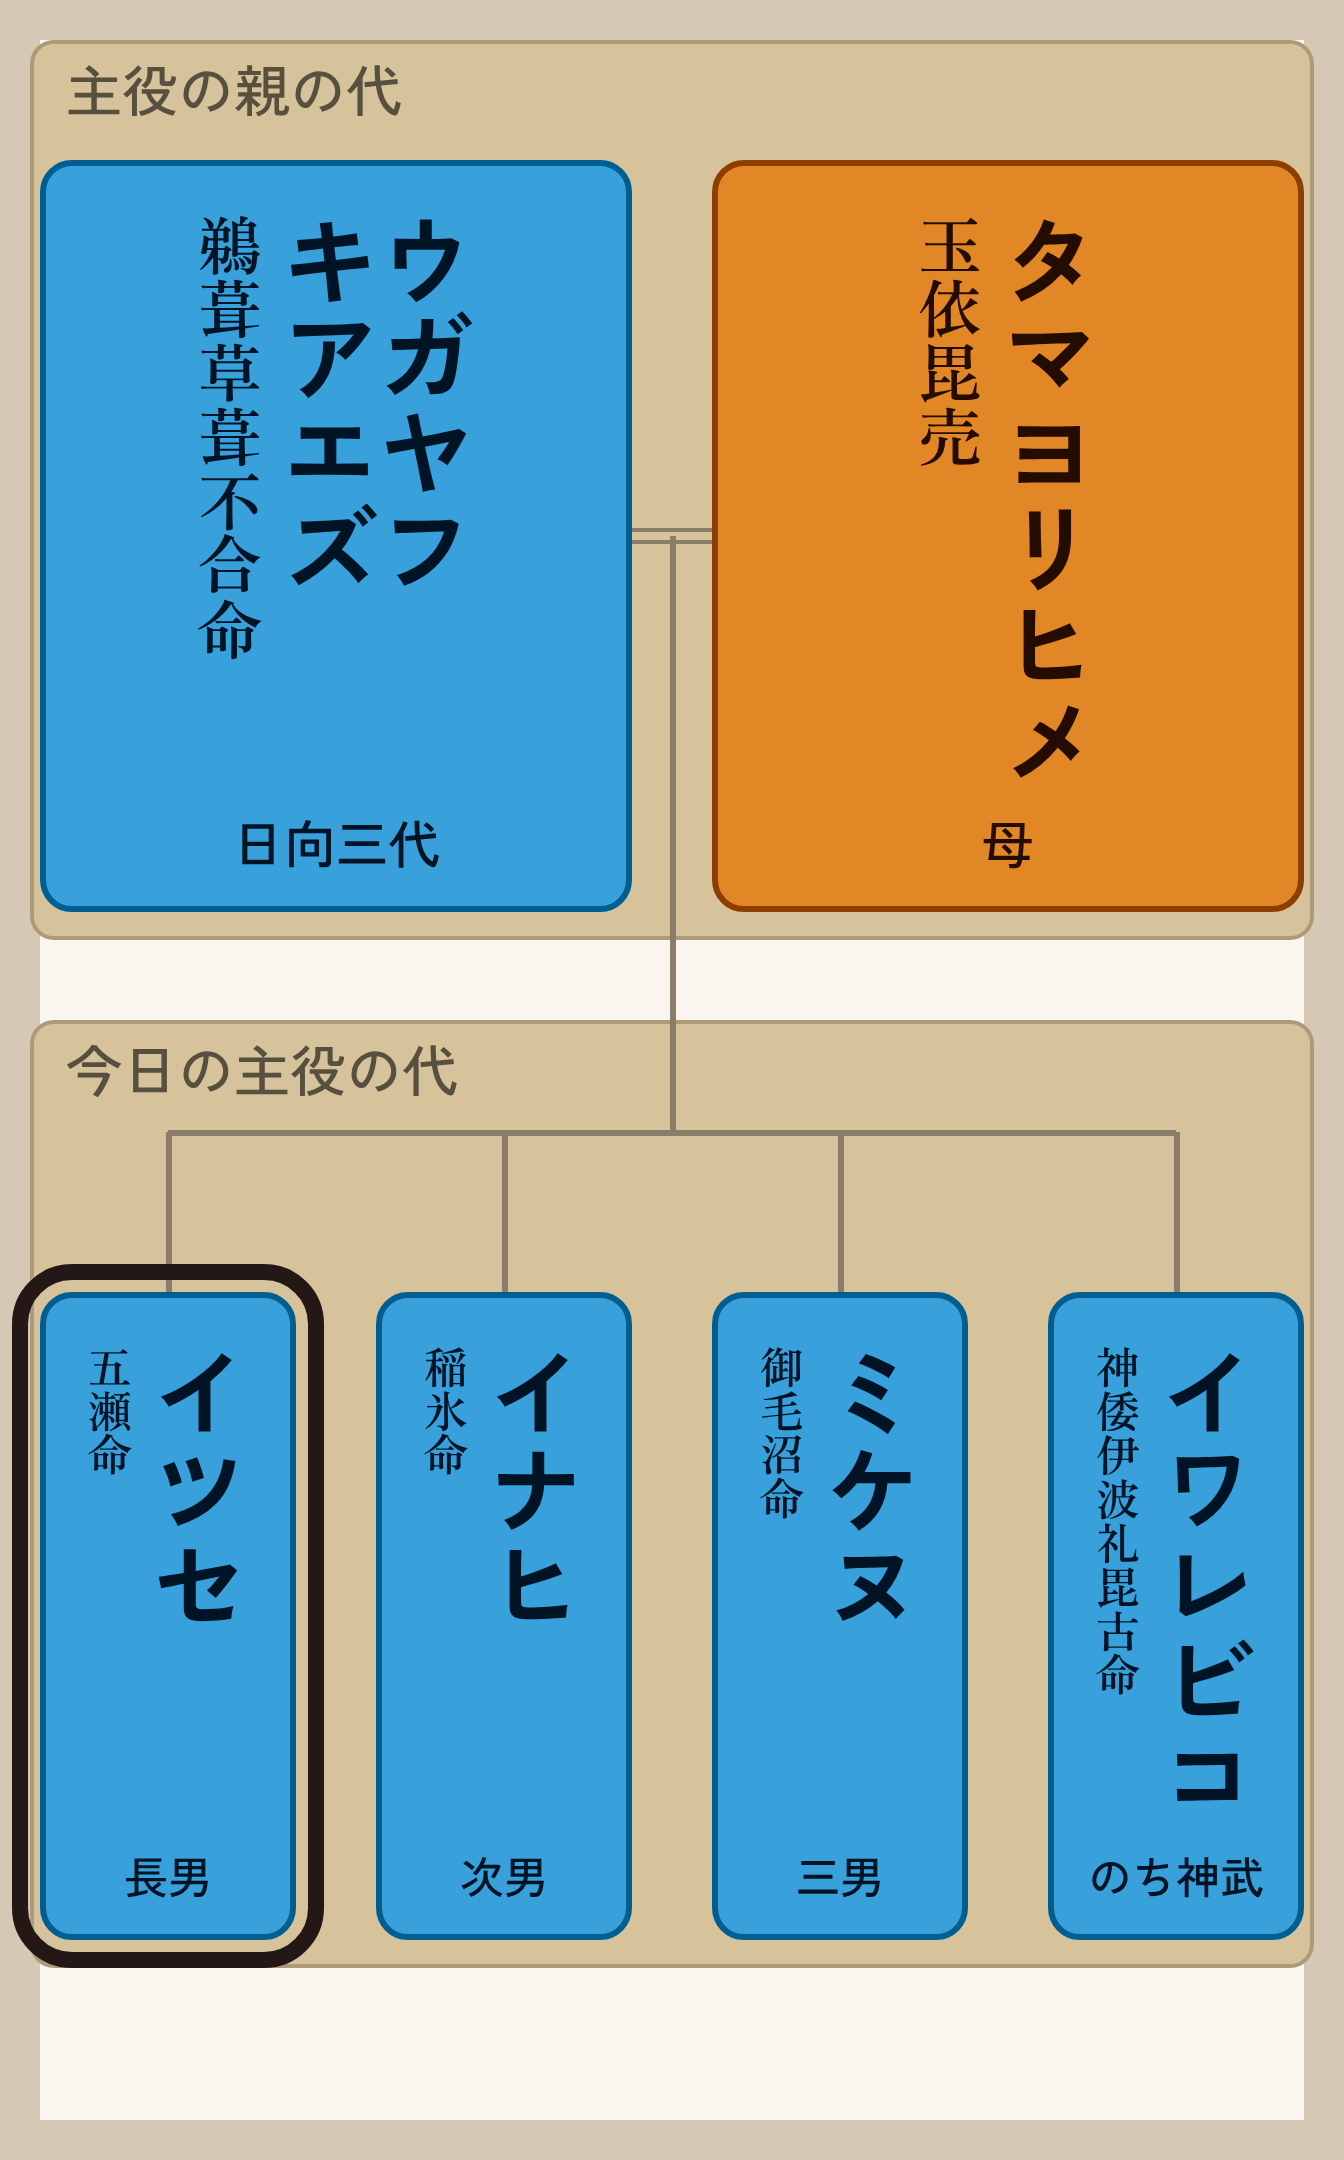 主役の親の代
ウガヤフ
キアエズ
鵜葺草葺不合命
日向三代
タマヨリヒメ
玉依毘売
母
今日の主役の代
イツセ
五瀬命
長男
イナヒ
稲氷命
次男
ミケヌ
御毛沼命
三男
イワレビコ
神倭伊波礼毘古命
のち神武